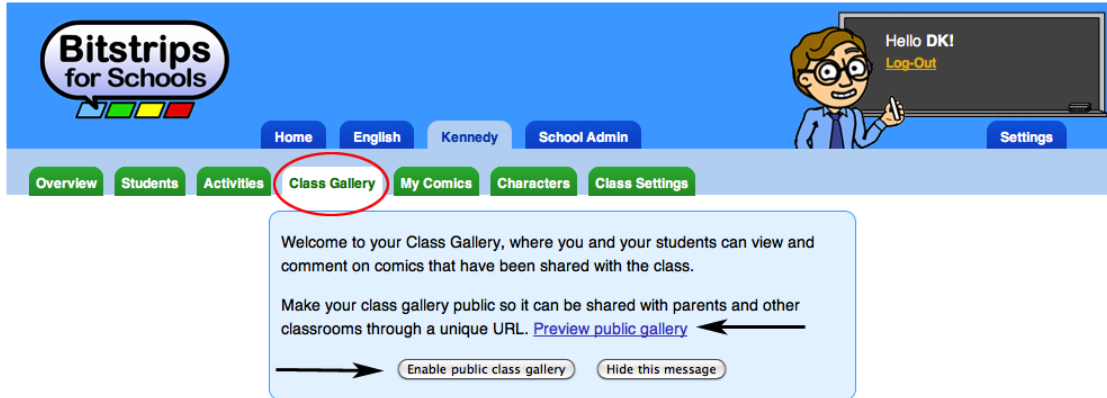 Bitstrips
for Schools
Hello DK!
Log-Out
Home English Kennedy School Admin Settings
Overview Students Activities Class Gallery My Comics Characters Class Settings
Welcome to your Class Gallery, where you and your students can view and
comment on comics that have been shared with the class.
Make your class gallery public so it can be shared with parents and other
classrooms through a unique URL. Preview public gallery
Enable public class gallery Hide this message